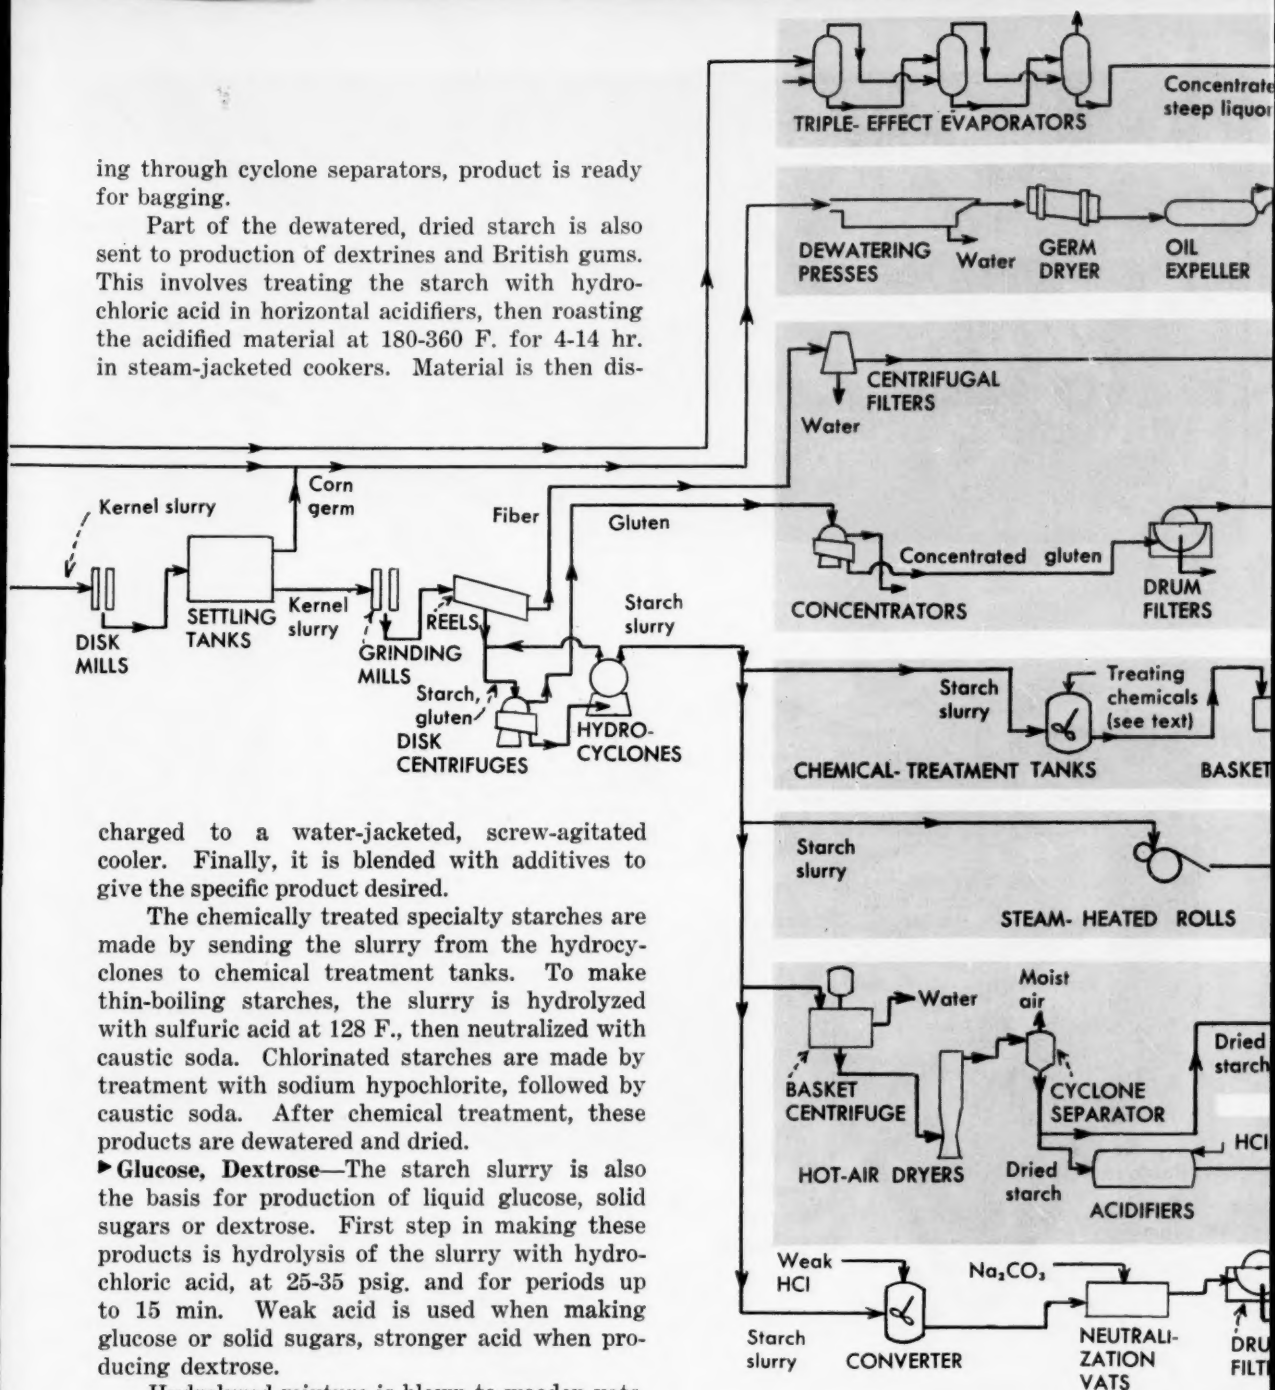 ing through cyclone separators, product is ready
for bagging.
Part of the dewatered, dried starch is also
sent to production of dextrines and British gums.
This involves treating the starch with hydro-
chloric acid in horizontal acidifiers, then roasting
the acidified material at 180-360 F. for 4-14 hr.
in steam-jacketed cookers. Material is then dis-
TRIPLE-EFFECT EVAPORATORS
Concentrate
steep liquor
DEWATERING
PRESSES
Water
GERM
DRYER
OIL
EXPELLER
CENTRIFUGAL
FILTERS
Water
Kernel slurry
Corn
germ
Fiber
Gluten
Concentrated gluten
CONCENTRATORS
DRUM
FILTERS
DISK
MILLS
SETTLING
TANKS
Kernel
slurry
GRINDING
MILLS
REELS
Starch
slurry
Starch,
gluten
DISK
CENTRIFUGES
HYDRO-
CYCLONES
Starch
slurry
Treating
chemicals
(see text)
CHEMICAL-TREATMENT TANKS
BASKET
Starch
slurry
STEAM-HEATED ROLLS
charged to a water-jacketed, screw-agitated
cooler. Finally, it is blended with additives to
give the specific product desired.
The chemically treated specialty starches are
made by sending the slurry from the hydrocy-
clones to chemical treatment tanks. To make
thin-boiling starches, the slurry is hydrolyzed
with sulfuric acid at 128 F., then neutralized with
caustic soda. Chlorinated starches are made by
treatment with sodium hypochlorite, followed by
caustic soda. After chemical treatment, these
products are dewatered and dried.
▶Glucose, Dextrose—The starch slurry is also
the basis for production of liquid glucose, solid
sugars or dextrose. First step in making these
products is hydrolysis of the slurry with hydro-
chloric acid, at 25-35 psig. and for periods up
to 15 min. Weak acid is used when making
glucose or solid sugars, stronger acid when pro-
ducing dextrose.
Water
Moist
air
Dried
starch
BASKET
CENTRIFUGE
CYCLONE
SEPARATOR
HCl
HOT-AIR DRYERS
Dried
starch
ACIDIFIERS
Weak
HCl
Na₂CO₃
Starch
slurry
CONVERTER
NEUTRALI-
ZATION
VATS
DRU
FILT